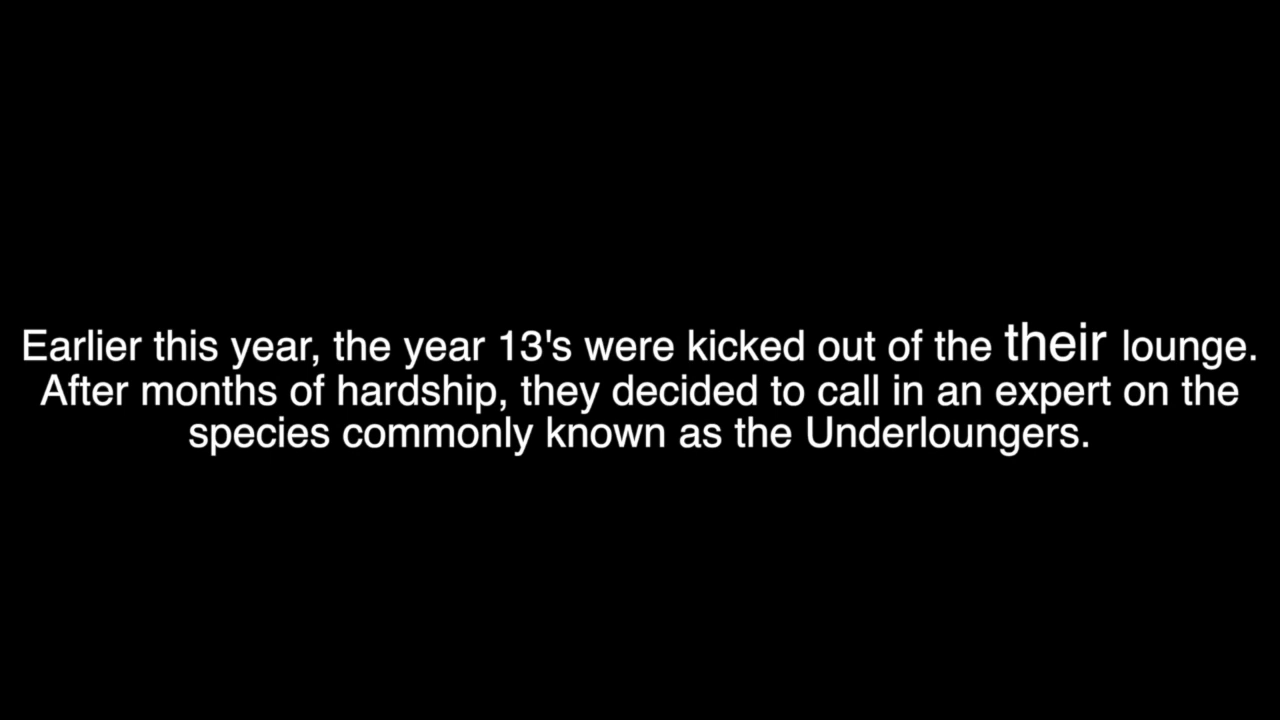 Earlier this year, the year 13's were kicked out of the their lounge.
After months of hardship, they decided to call in an expert on the
species commonly known as the Underloungers.